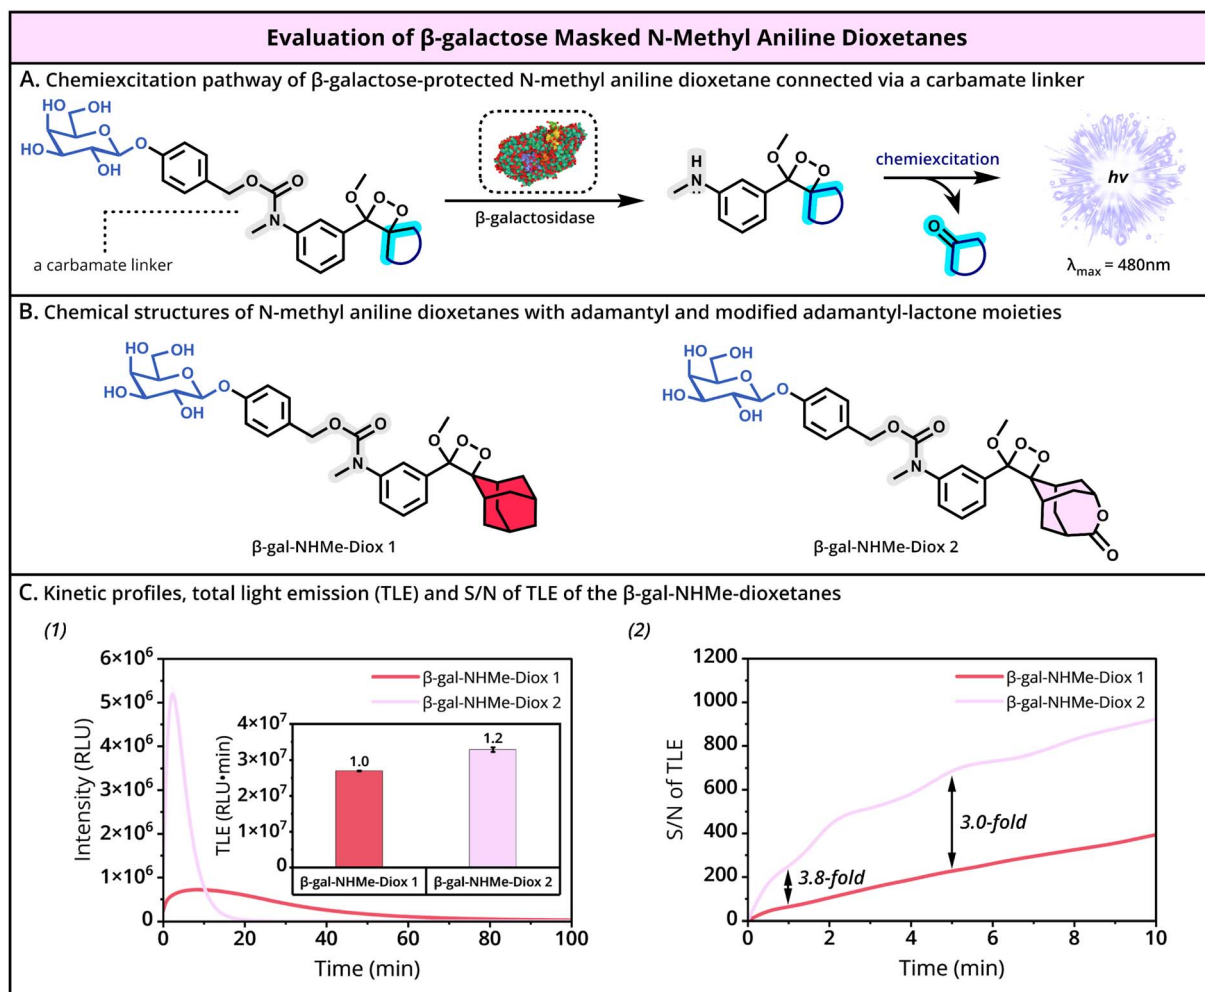 Evaluation of β-galactose Masked N-Methyl Aniline Dioxetanes
A. Chemiexcitation pathway of β-galactose-protected N-methyl aniline dioxetane connected via a carbamate linker
HO OH
HO
OH
O
O
O
O
N
O
O
O
a carbamate linker
β-galactosidase
H
N
O
O
O
chemiexcitation
O
hν
λmax = 480nm
B. Chemical structures of N-methyl aniline dioxetanes with adamantyl and modified adamantyl-lactone moieties
HO OH
HO
OH
O
O
O
O
N
O
O
O
β-gal-NHMe-Diox 1
HO OH
HO
OH
O
O
O
O
N
O
O
O
O
O
β-gal-NHMe-Diox 2
C. Kinetic profiles, total light emission (TLE) and S/N of TLE of the β-gal-NHMe-dioxetanes
(1)
Intensity (RLU)
6×10⁶
5×10⁶
4×10⁶
3×10⁶
2×10⁶
1×10⁶
0
0 20 40 60 80 100
Time (min)
β-gal-NHMe-Diox 1
β-gal-NHMe-Diox 2
TLE (RLU•min)
4×10⁷
3×10⁷
2×10⁷
1×10⁷
0
1.0
1.2
β-gal-NHMe-Diox 1 β-gal-NHMe-Diox 2
(2)
S/N of TLE
1200
1000
800
600
400
200
0
0 2 4 6 8 10
Time (min)
β-gal-NHMe-Diox 1
β-gal-NHMe-Diox 2
3.8-fold
3.0-fold